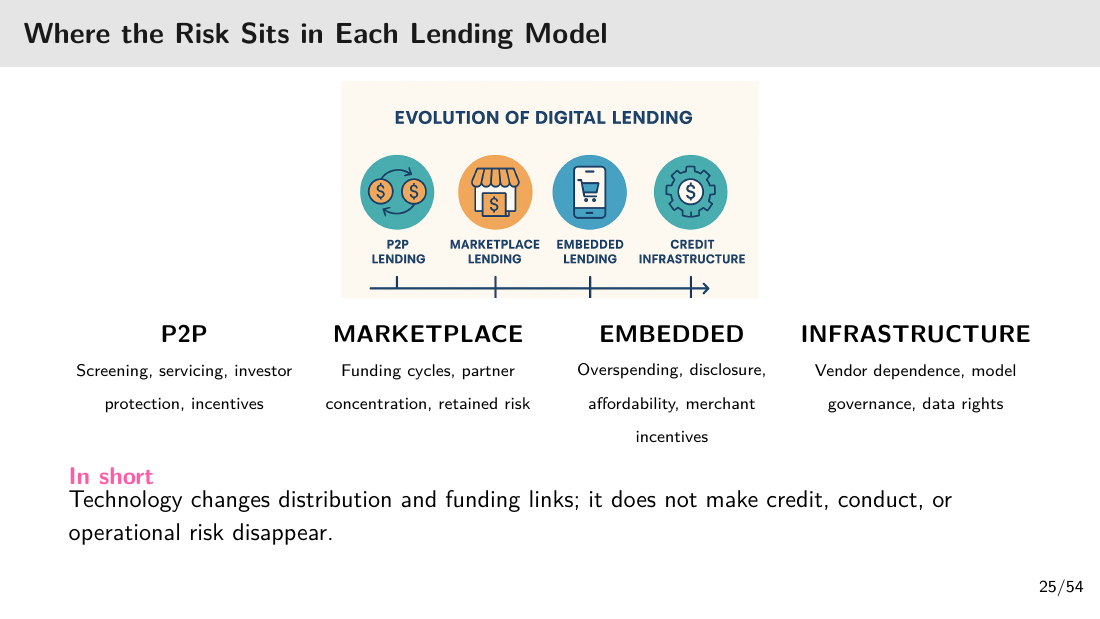 Where the Risk Sits in Each Lending Model
EVOLUTION OF DIGITAL LENDING
$ $
$
$
P2P
LENDING
MARKETPLACE
LENDING
EMBEDDED
LENDING
CREDIT
INFRASTRUCTURE
P2P
Screening, servicing, investor
protection, incentives
MARKETPLACE
Funding cycles, partner
concentration, retained risk
EMBEDDED
Overspending, disclosure,
affordability, merchant
incentives
INFRASTRUCTURE
Vendor dependence, model
governance, data rights
In short
Technology changes distribution and funding links; it does not make credit, conduct, or
operational risk disappear.
25/54